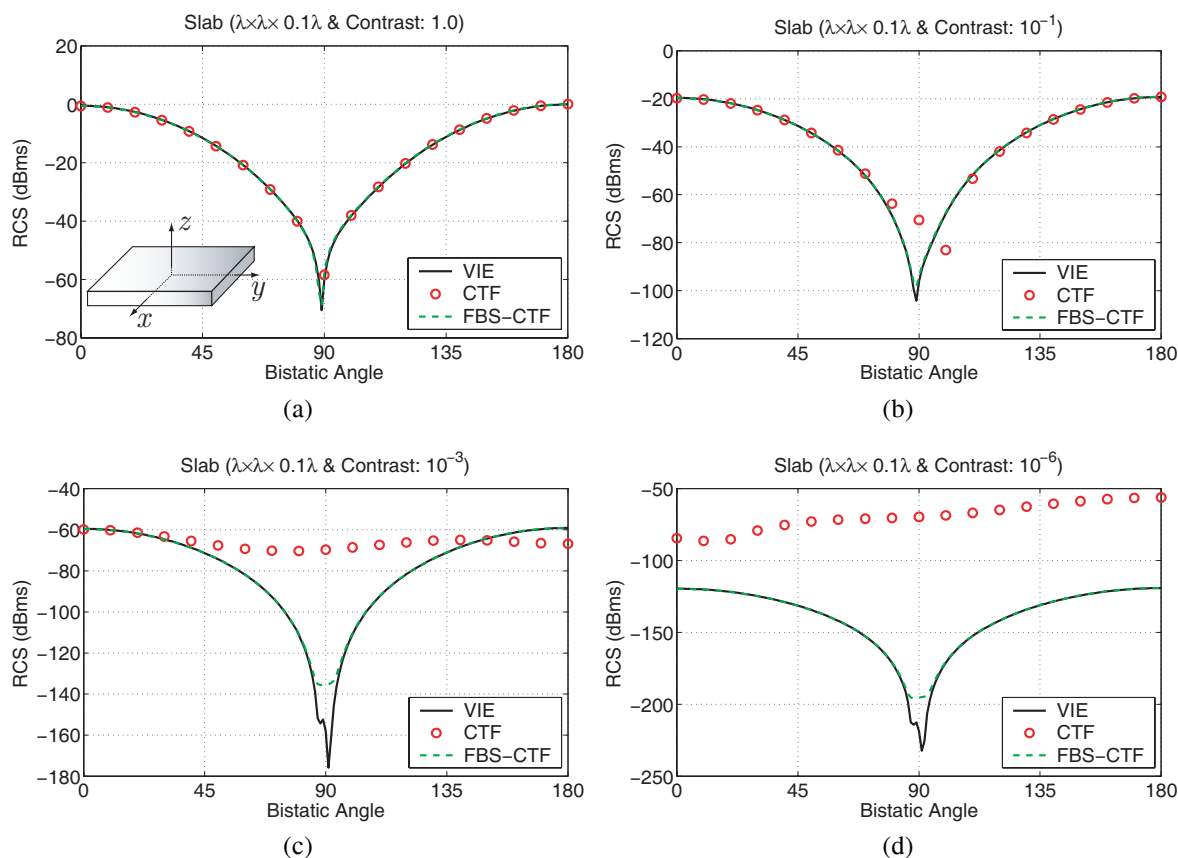 Slab (λ×λ× 0.1λ & Contrast: 1.0)
RCS (dBms)
20
0
−20
−40
−60
−80
0
45
90
135
180
Bistatic Angle
z
y
x
VIE
CTF
FBS−CTF
(a)
Slab (λ×λ× 0.1λ & Contrast: 10⁻¹)
RCS (dBms)
0
−20
−40
−60
−80
−100
−120
0
45
90
135
180
Bistatic Angle
VIE
CTF
FBS−CTF
(b)
Slab (λ×λ× 0.1λ & Contrast: 10⁻³)
RCS (dBms)
−40
−60
−80
−100
−120
−140
−160
−180
0
45
90
135
180
Bistatic Angle
VIE
CTF
FBS−CTF
(c)
Slab (λ×λ× 0.1λ & Contrast: 10⁻⁶)
RCS (dBms)
−50
−100
−150
−200
−250
0
45
90
135
180
Bistatic Angle
VIE
CTF
FBS−CTF
(d)